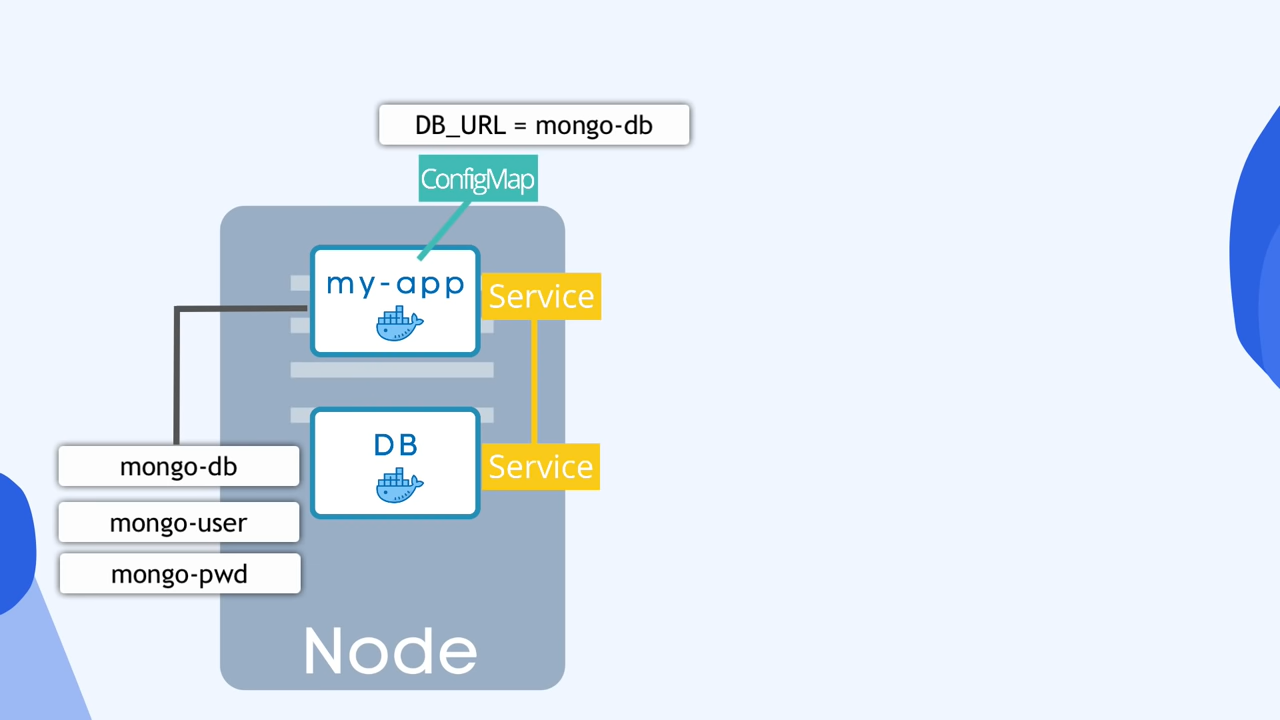 DB_URL = mongo-db
ConfigMap
my-app
Service
DB
Service
mongo-db
mongo-user
mongo-pwd
Node